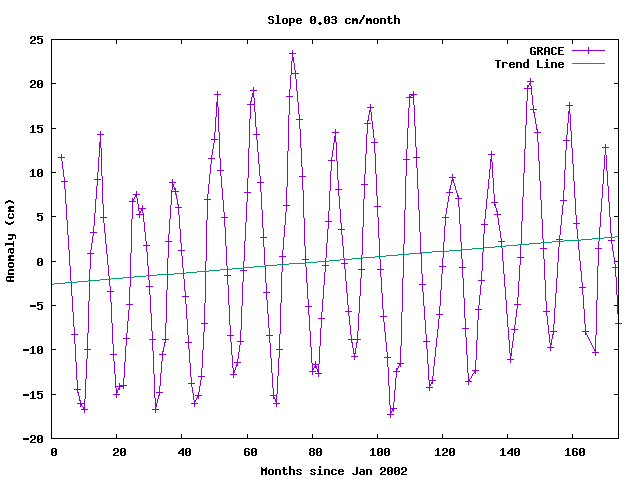 Slope 0.03 cm/month
GRACE
Trend Line
Anomaly (cm)
25
20
15
10
5
0
-5
-10
-15
-20
0 20 40 60 80 100 120 140 160
Months since Jan 2002